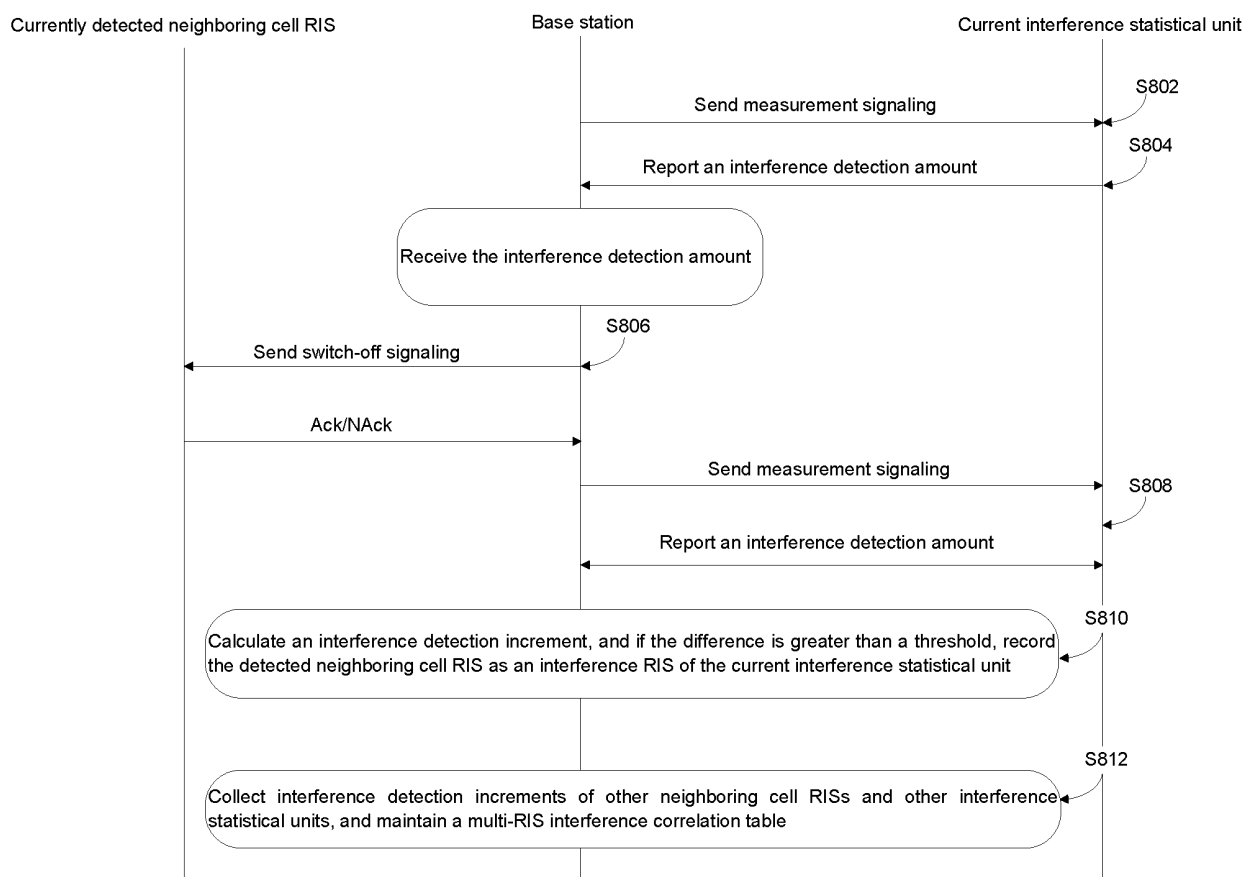 Currently detected neighboring cell RIS
Base station
Current interference statistical unit
S802
Send measurement signaling
S804
Report an interference detection amount
Receive the interference detection amount
S806
Send switch-off signaling
Ack/NAck
Send measurement signaling
S808
Report an interference detection amount
S810
Calculate an interference detection increment, and if the difference is greater than a threshold, record
the detected neighboring cell RIS as an interference RIS of the current interference statistical unit
S812
Collect interference detection increments of other neighboring cell RISs and other interference
statistical units, and maintain a multi-RIS interference correlation table